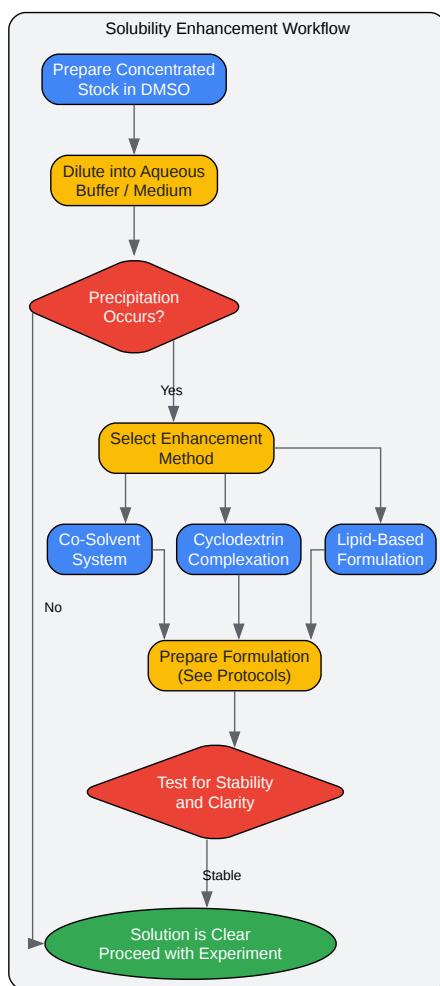 Solubility Enhancement Workflow
Prepare Concentrated
Stock in DMSO
Dilute into Aqueous
Buffer / Medium
Precipitation
Occurs?
Yes
Select Enhancement
Method
Co-Solvent
System
Cyclodextrin
Complexation
Lipid-Based
Formulation
No
Prepare Formulation
(See Protocols)
Test for Stability
and Clarity
Stable
Solution is Clear
Proceed with Experiment